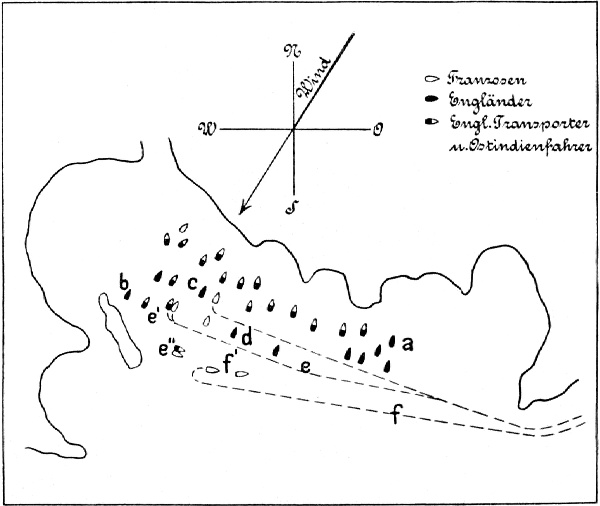 N
Wind
W
O
S
Franzosen
Engländer
Engl. Transporter
u. Ostindienfahrer
b
c
e'
d
a
e"
f'
e
f